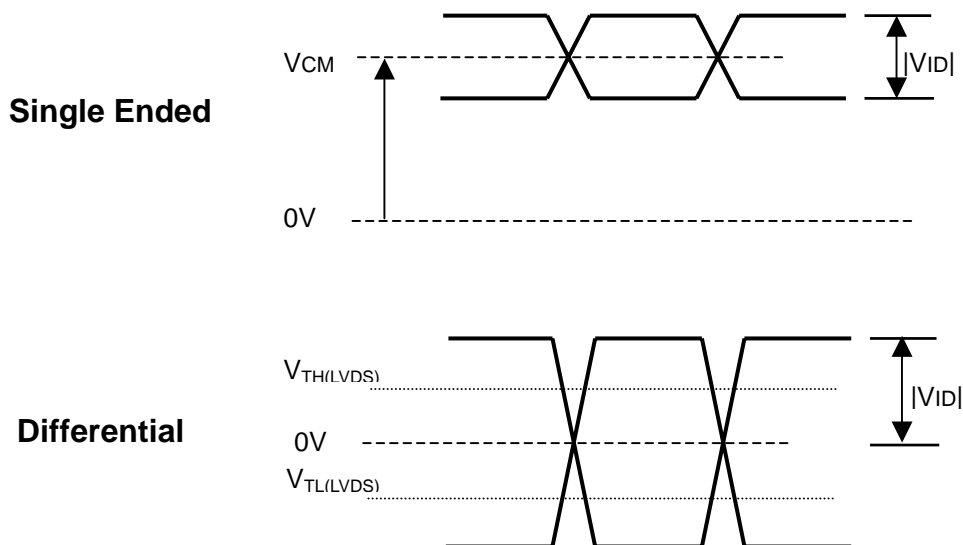 VCM
|VID|
Single Ended
0V
VTH(LVDS)
|VID|
Differential
0V
VTL(LVDS)